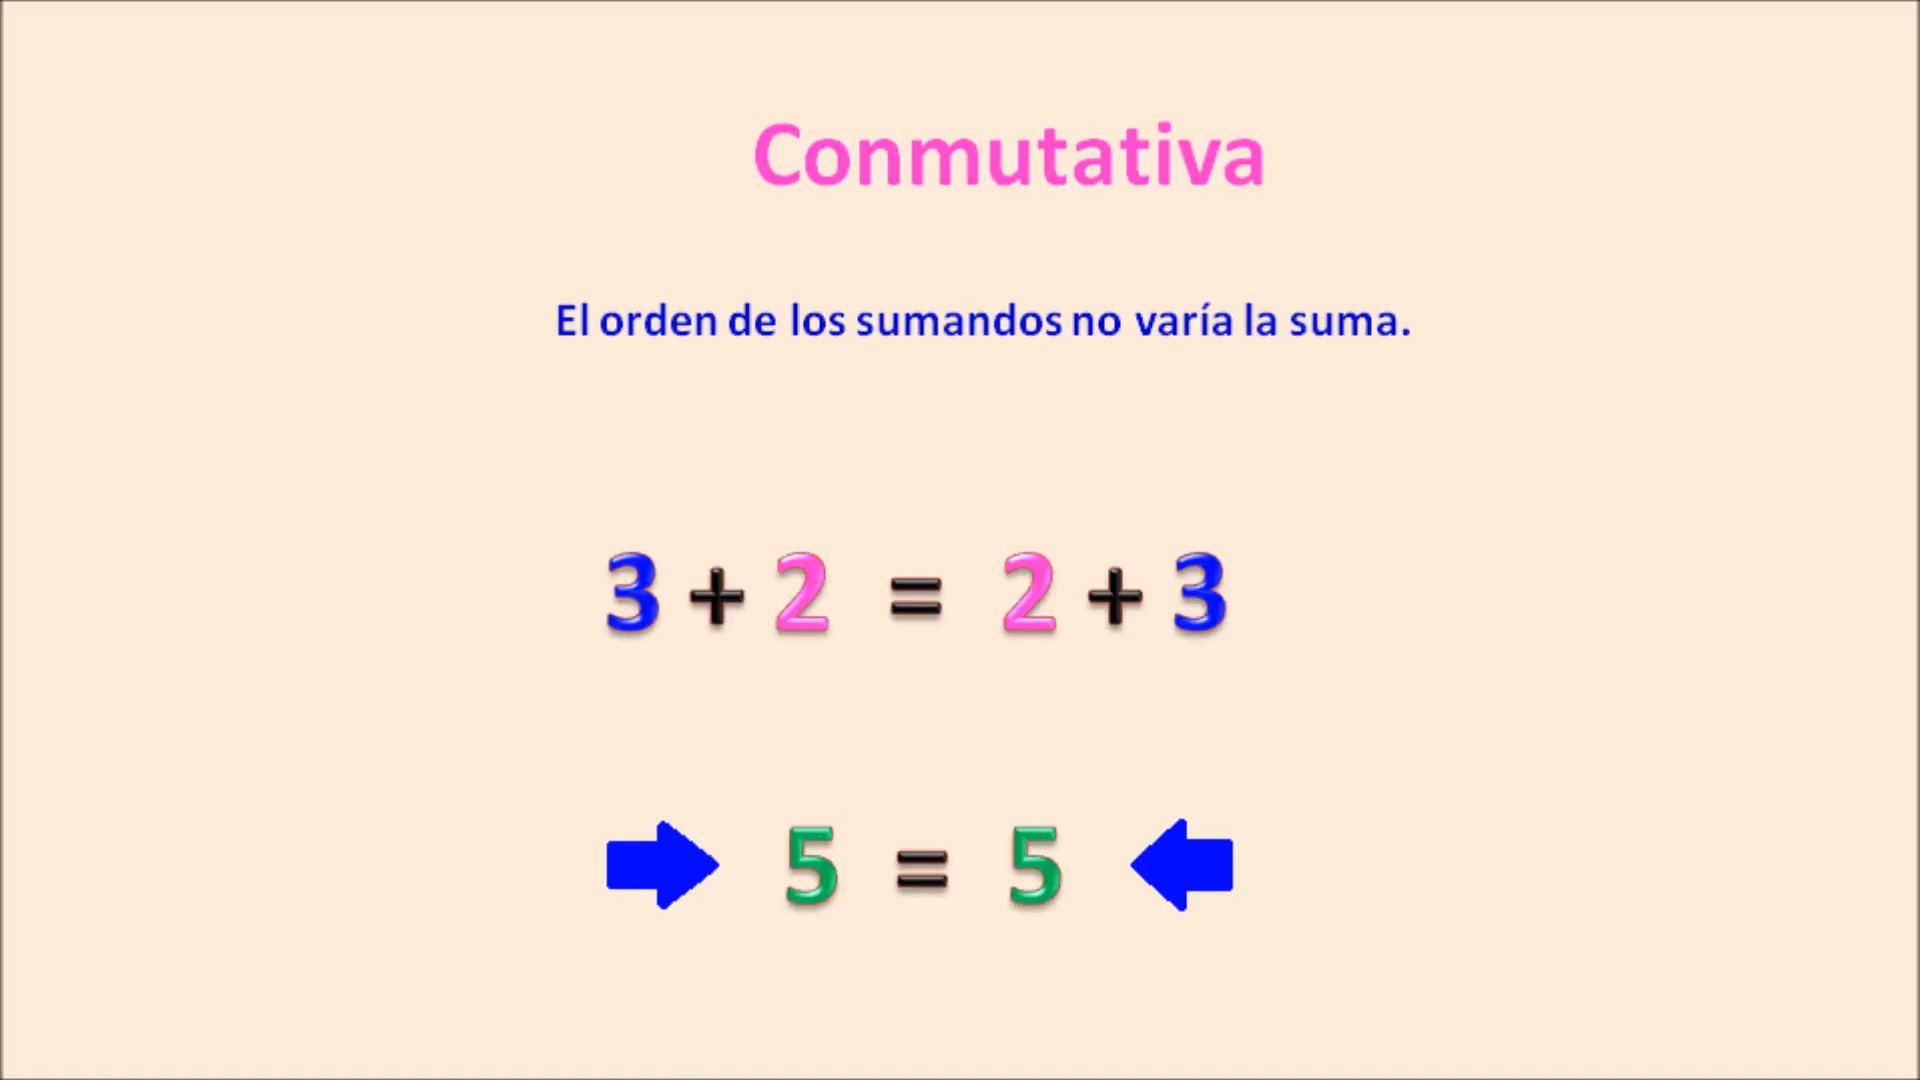 Conmutativa
El orden de los sumandos no varía la suma.
3 + 2 = 2 + 3
5 = 5